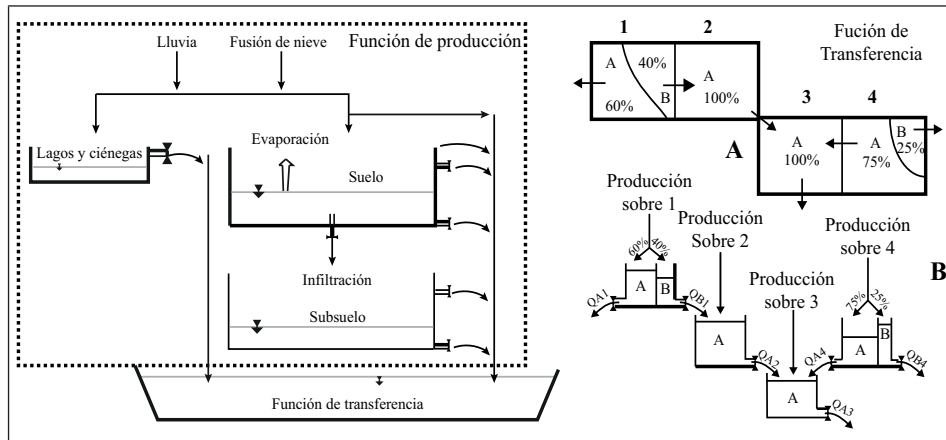 Función de producción
Lluvia
Fusión de nieve
Lagos y ciénegas
Evaporación
Suelo
Infiltración
Subsuelo
Función de transferencia
Fución de
Transferencia
1
2
A
60%
40%
B
A
100%
3
4
A
100%
A
75%
B
25%
A
Producción
sobre 1
60%
40%
A
B
QA1
QB1
Producción
Sobre 2
A
QA2
Producción
sobre 3
A
QA3
Producción
sobre 4
75%
25%
A
B
QA4
QB4
B